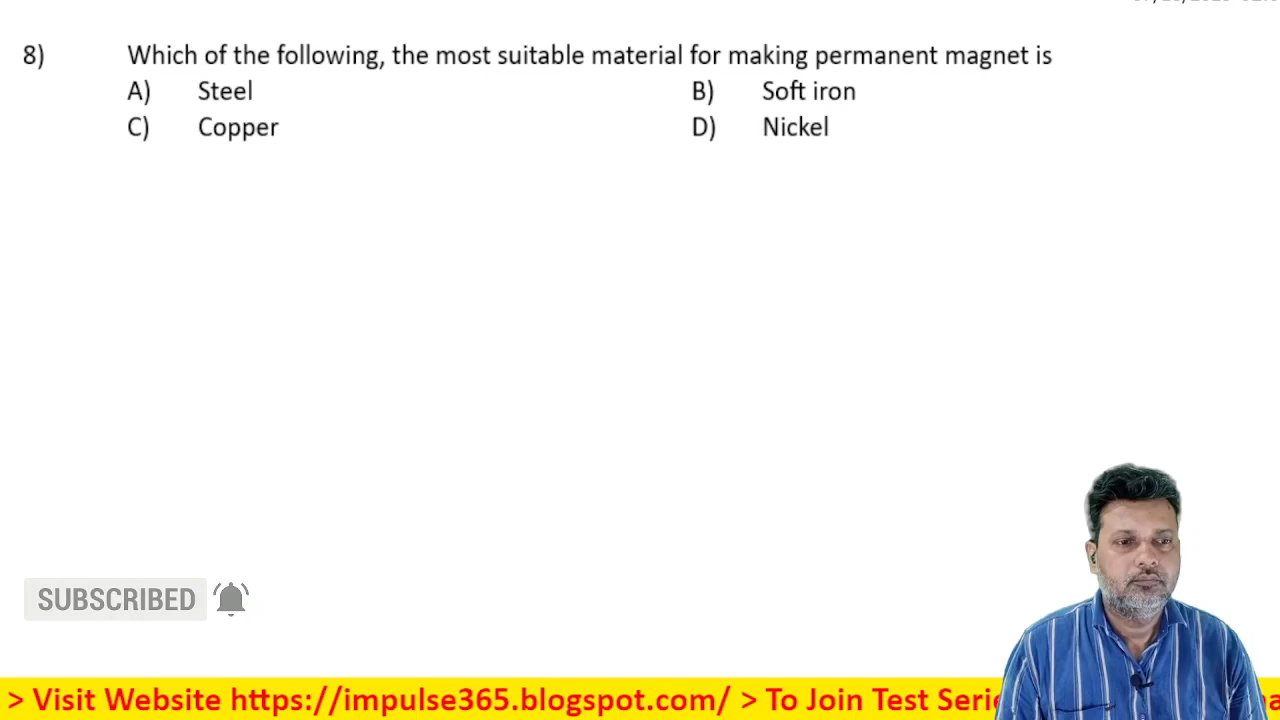 8) Which of the following, the most suitable material for making permanent magnet is
A) Steel B) Soft iron
C) Copper D) Nickel
SUBSCRIBED
> Visit Website https://impulse365.blogspot.com/ > To Join Test